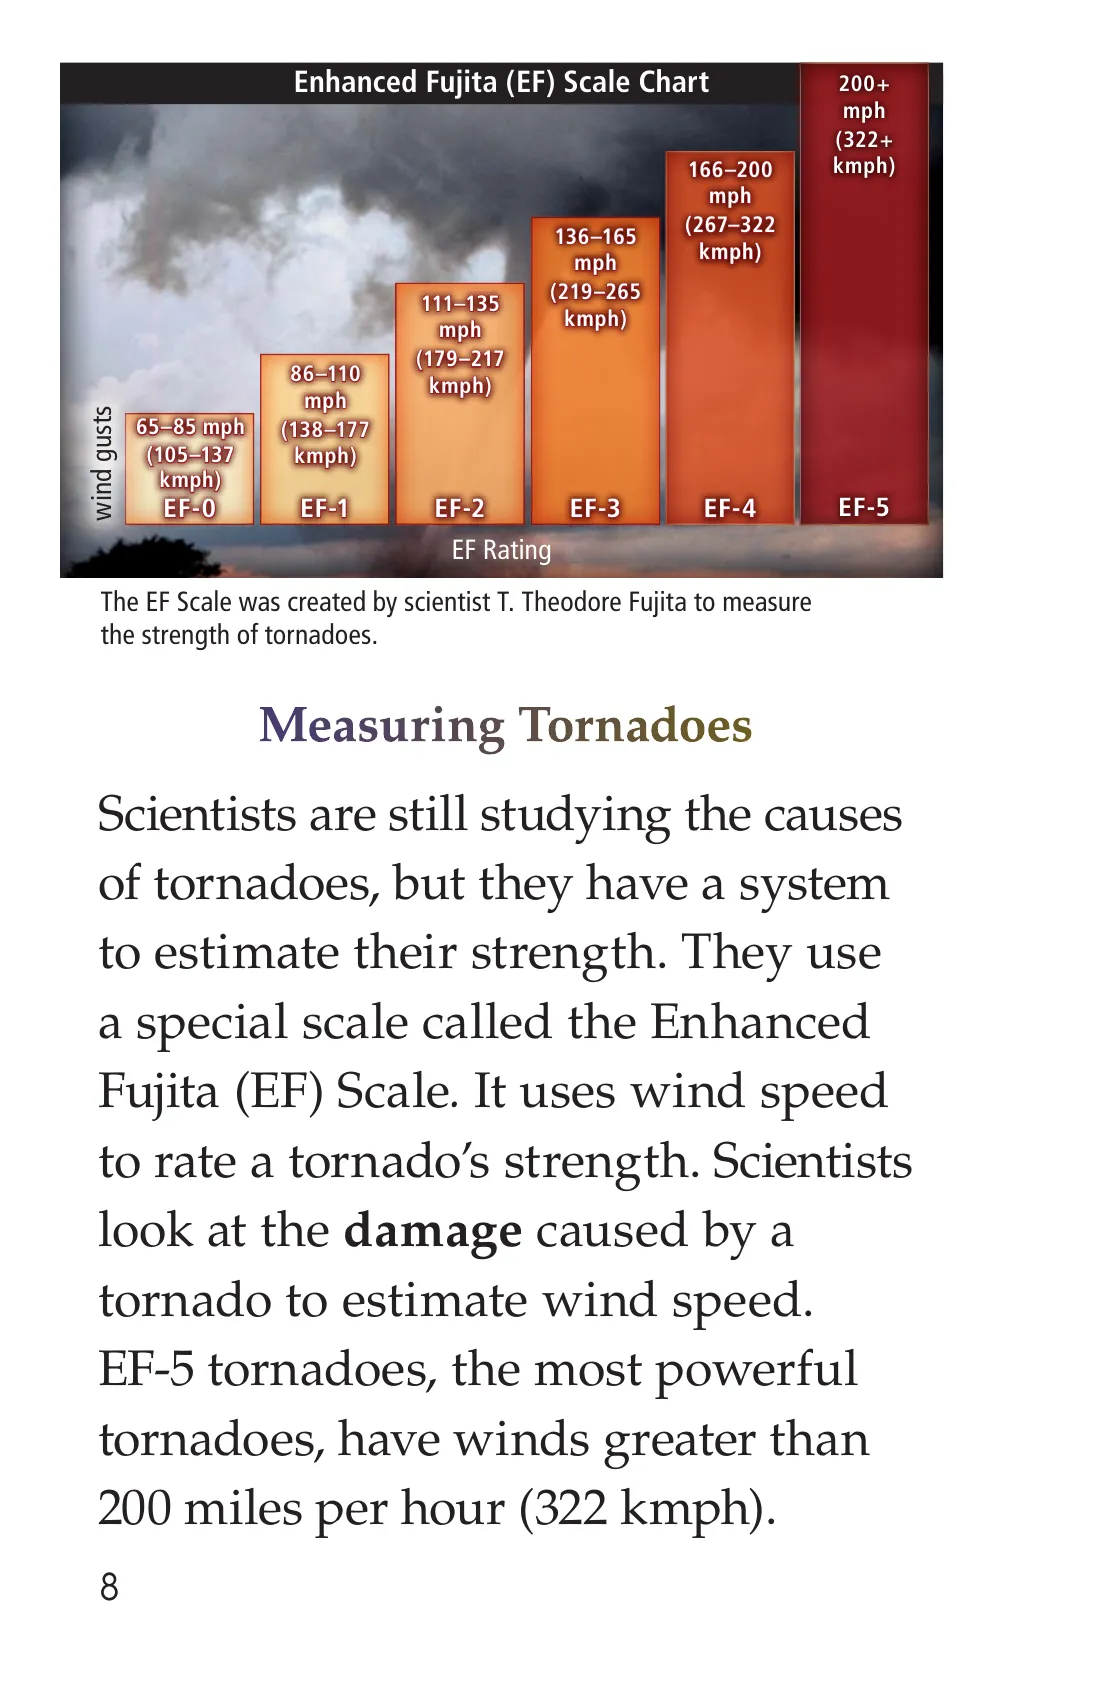 Enhanced Fujita (EF) Scale Chart
200+
mph
(322+
kmph)
166–200
mph
(267–322
kmph)
136–165
mph
(219–265
kmph)
111–135
mph
(179–217
kmph)
86–110
mph
(138–177
kmph)
65–85 mph
(105–137
kmph)
wind gusts
EF-0
EF-1
EF-2
EF-3
EF-4
EF-5
EF Rating
The EF Scale was created by scientist T. Theodore Fujita to measure
the strength of tornadoes.
Measuring Tornadoes
Scientists are still studying the causes
of tornadoes, but they have a system
to estimate their strength. They use
a special scale called the Enhanced
Fujita (EF) Scale. It uses wind speed
to rate a tornado’s strength. Scientists
look at the damage caused by a
tornado to estimate wind speed.
EF-5 tornadoes, the most powerful
tornadoes, have winds greater than
200 miles per hour (322 kmph).
8